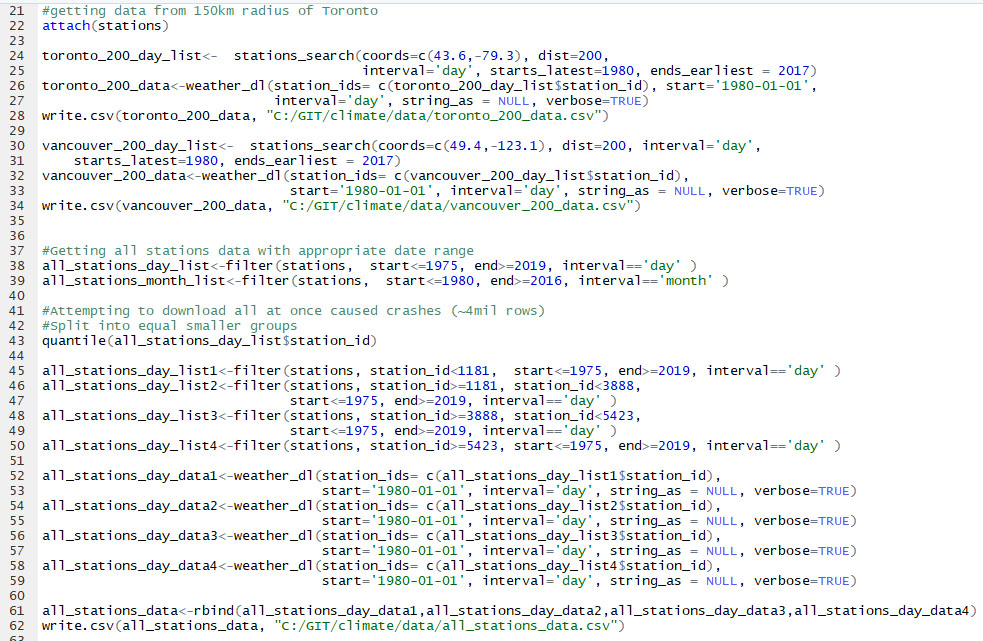 21 #getting data from 150km radius of Toronto
22 attach(stations)
23
24 toronto_200_day_list<-  stations_search(coords=c(43.6,-79.3), dist=200,
25                                         interval='day', starts_latest=1980, ends_earliest = 2017)
26 toronto_200_data<-weather_dl(station_ids= c(toronto_200_day_list$station_id), start='1980-01-01',
27                              interval='day', string_as = NULL, verbose=TRUE)
28 write.csv(toronto_200_data, "C:/GIT/climate/data/toronto_200_data.csv")
29
30 vancouver_200_day_list<-  stations_search(coords=c(49.4,-123.1), dist=200, interval='day',
31     starts_latest=1980, ends_earliest = 2017)
32 vancouver_200_data<-weather_dl(station_ids= c(vancouver_200_day_list$station_id),
33                                start='1980-01-01', interval='day', string_as = NULL, verbose=TRUE)
34 write.csv(vancouver_200_data, "C:/GIT/climate/data/vancouver_200_data.csv")
35
36
37 #Getting all stations data with appropriate date range
38 all_stations_day_list<-filter(stations,  start<=1975, end>=2019, interval=='day' )
39 all_stations_month_list<-filter(stations,  start<=1980, end>=2016, interval=='month' )
40
41 #Attempting to download all at once caused crashes (~4mil rows)
42 #Split into equal smaller groups
43 quantile(all_stations_day_list$station_id)
44
45 all_stations_day_list1<-filter(stations, station_id<1181,  start<=1975, end>=2019, interval=='day' )
46 all_stations_day_list2<-filter(stations, station_id>=1181, station_id<3888,
47                                start<=1975, end>=2019, interval=='day' )
48 all_stations_day_list3<-filter(stations, station_id>=3888, station_id<5423,
49                                start<=1975, end>=2019, interval=='day' )
50 all_stations_day_list4<-filter(stations, station_id>=5423, start<=1975, end>=2019, interval=='day' )
51
52 all_stations_day_data1<-weather_dl(station_ids= c(all_stations_day_list1$station_id),
53                                    start='1980-01-01', interval='day', string_as = NULL, verbose=TRUE)
54 all_stations_day_data2<-weather_dl(station_ids= c(all_stations_day_list2$station_id),
55                                    start='1980-01-01', interval='day', string_as = NULL, verbose=TRUE)
56 all_stations_day_data3<-weather_dl(station_ids= c(all_stations_day_list3$station_id),
57                                    start='1980-01-01', interval='day', string_as = NULL, verbose=TRUE)
58 all_stations_day_data4<-weather_dl(station_ids= c(all_stations_day_list4$station_id),
59                                    start='1980-01-01', interval='day', string_as = NULL, verbose=TRUE)
60
61 all_stations_data<-rbind(all_stations_day_data1,all_stations_day_data2,all_stations_day_data3,all_stations_day_data4)
62 write.csv(all_stations_data, "C:/GIT/climate/data/all_stations_data.csv")
63